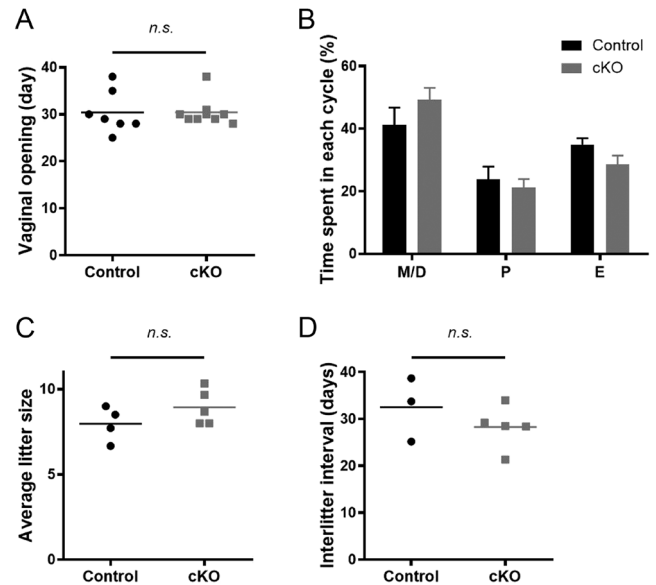 A
n.s.
Vaginal opening (day)
40
30
20
10
0
Control
cKO
B
Control
cKO
Time spent in each cycle (%)
60
40
20
0
M/D
P
E
C
n.s.
Average litter size
10
5
0
Control
cKO
D
n.s.
Interlitter interval (days)
40
30
20
10
0
Control
cKO